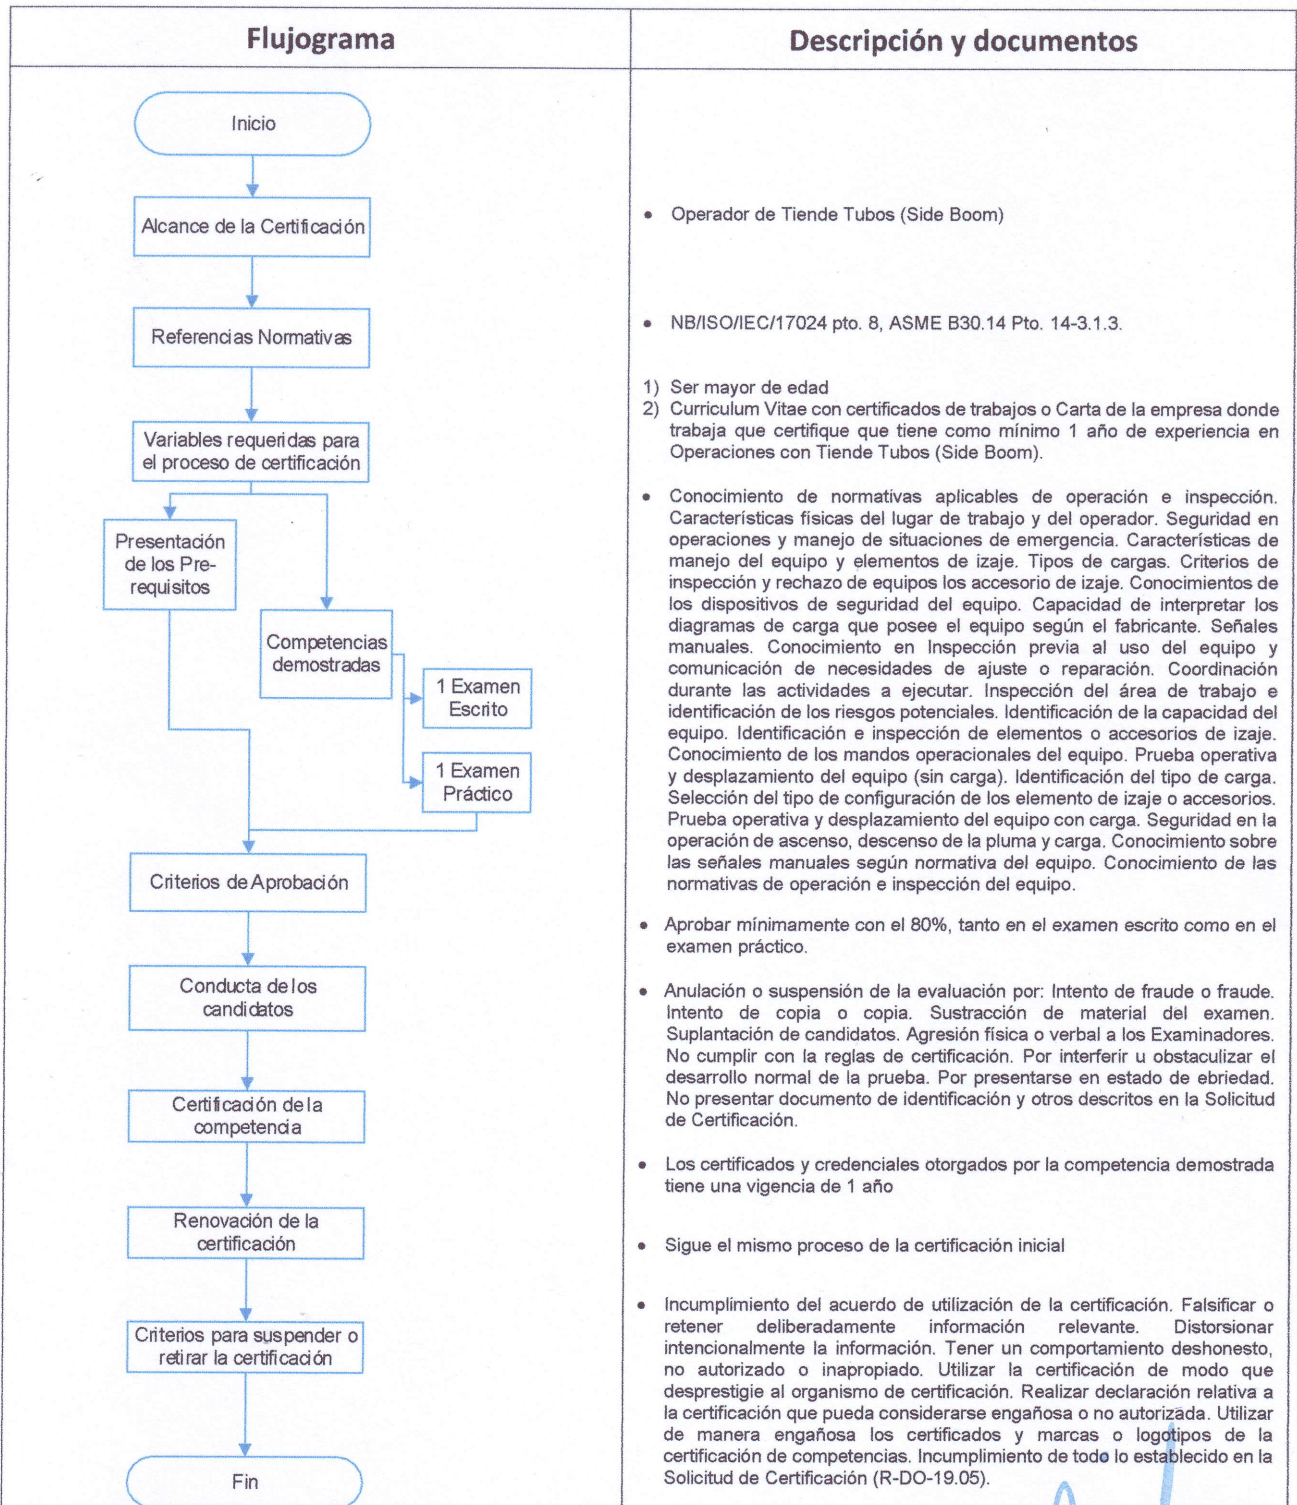 Flujograma
Descripción y documentos
Inicio
Alcance de la Certificación
Referencias Normativas
Variables requeridas para
el proceso de certificación
Presentación
de los Pre-
requisitos
Competencias
demostradas
1 Examen
Escrito
1 Examen
Práctico
Criterios de Aprobación
Conducta de los
candidatos
Certificación de la
competencia
Renovación de la
certificación
Criterios para suspender o
retirar la certificación
Fin
• Operador de Tiende Tubos (Side Boom)
• NB/ISO/IEC/17024 pto. 8, ASME B30.14 Pto. 14-3.1.3.
1) Ser mayor de edad
2) Curriculum Vitae con certificados de trabajos o Carta de la empresa donde
trabaja que certifique que tiene como mínimo 1 año de experiencia en
Operaciones con Tiende Tubos (Side Boom).
• Conocimiento de normativas aplicables de operación e inspección.
Características físicas del lugar de trabajo y del operador. Seguridad en
operaciones y manejo de situaciones de emergencia. Características de
manejo del equipo y elementos de izaje. Tipos de cargas. Criterios de
inspección y rechazo de equipos los accesorio de izaje. Conocimientos de
los dispositivos de seguridad del equipo. Capacidad de interpretar los
diagramas de carga que posee el equipo según el fabricante. Señales
manuales. Conocimiento en Inspección previa al uso del equipo y
comunicación de necesidades de ajuste o reparación. Coordinación
durante las actividades a ejecutar. Inspección del área de trabajo e
identificación de los riesgos potenciales. Identificación de la capacidad del
equipo. Identificación e inspección de elementos o accesorios de izaje.
Conocimiento de los mandos operacionales del equipo. Prueba operativa
y desplazamiento del equipo (sin carga). Identificación del tipo de carga.
Selección del tipo de configuración de los elemento de izaje o accesorios.
Prueba operativa y desplazamiento del equipo con carga. Seguridad en la
operación de ascenso, descenso de la pluma y carga. Conocimiento sobre
las señales manuales según normativa del equipo. Conocimiento de las
normativas de operación e inspección del equipo.
• Aprobar mínimamente con el 80%, tanto en el examen escrito como en el
examen práctico.
• Anulación o suspensión de la evaluación por: Intento de fraude o fraude.
Intento de copia o copia. Sustracción de material del examen.
Suplantación de candidatos. Agresión física o verbal a los Examinadores.
No cumplir con la reglas de certificación. Por interferir u obstaculizar el
desarrollo normal de la prueba. Por presentarse en estado de ebriedad.
No presentar documento de identificación y otros descritos en la Solicitud
de Certificación.
• Los certificados y credenciales otorgados por la competencia demostrada
tiene una vigencia de 1 año
• Sigue el mismo proceso de la certificación inicial
• Incumplimiento del acuerdo de utilización de la certificación. Falsificar o
retener deliberadamente información relevante. Distorsionar
intencionalmente la información. Tener un comportamiento deshonesto,
no autorizado o inapropiado. Utilizar la certificación de modo que
desprestigie al organismo de certificación. Realizar declaración relativa a
la certificación que pueda considerarse engañosa o no autorizada. Utilizar
de manera engañosa los certificados y marcas o logotipos de la
certificación de competencias. Incumplimiento de todo lo establecido en la
Solicitud de Certificación (R-DO-19.05).